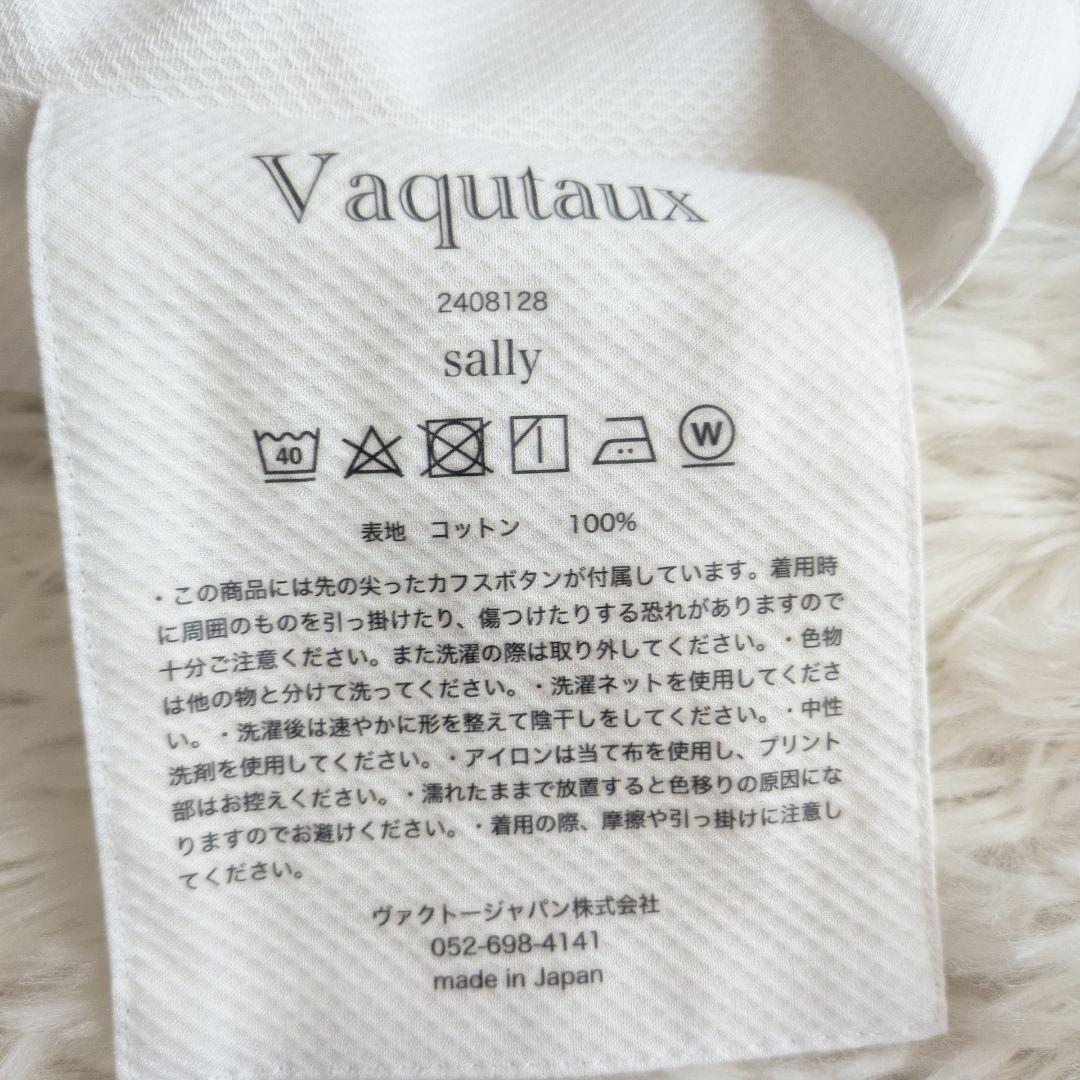 Vaqutaux
2408128
sally
40 W
表地 コットン 100%
・この商品には先の尖ったカフスボタンが付属しています。着用時
に周囲のものを引っ掛けたり、傷つけたりする恐れがありますので
十分ご注意ください。また洗濯の際は取り外してください。・色物
は他の物と分けて洗ってください。・洗濯ネットを使用してくださ
い。・洗濯後は速やかに形を整えて陰干しをしてください。・中性
洗剤を使用してください。・アイロンは当て布を使用し、プリント
部はお控えください。・濡れたままで放置すると色移りの原因にな
りますのでお避けください。・着用の際、摩擦や引っ掛けに注意し
てください。
ヴァクトージャパン株式会社
052-698-4141
made in Japan